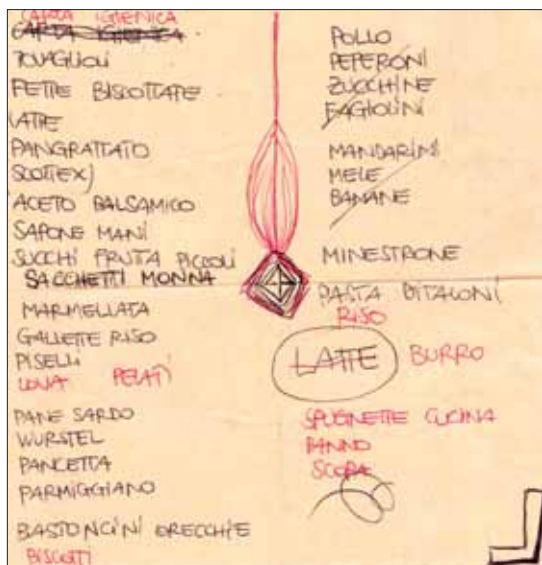 CARTA IGIENICA
CARTA IGIENICA
TOVAGLIOLI
FETTE BISCOTTATE
LATTE
PANGRATTATO
SCOTTEX
ACETO BALSAMICO
SAPONE MANI
SUCCHI FRUTA PICCOLI
SACCHETTI MONNA
MARMELLATA
GALLETTE RISO
PISELLI
UOVA PELATI
PANE SARDO
WURSTEL
PANCETTA
PARMIGGIANO
BASTONCINI ORECCHIE
BISCOTTI
POLLO
PEPERONI
ZUCCHINE
FAGIOLINI
MANDARINI
MELE
BANANE
MINESTRONE
PASTA DITALONI
RISO
LATTE BURRO
SPUGNETTE CUCINA
PANNO
SCOPA